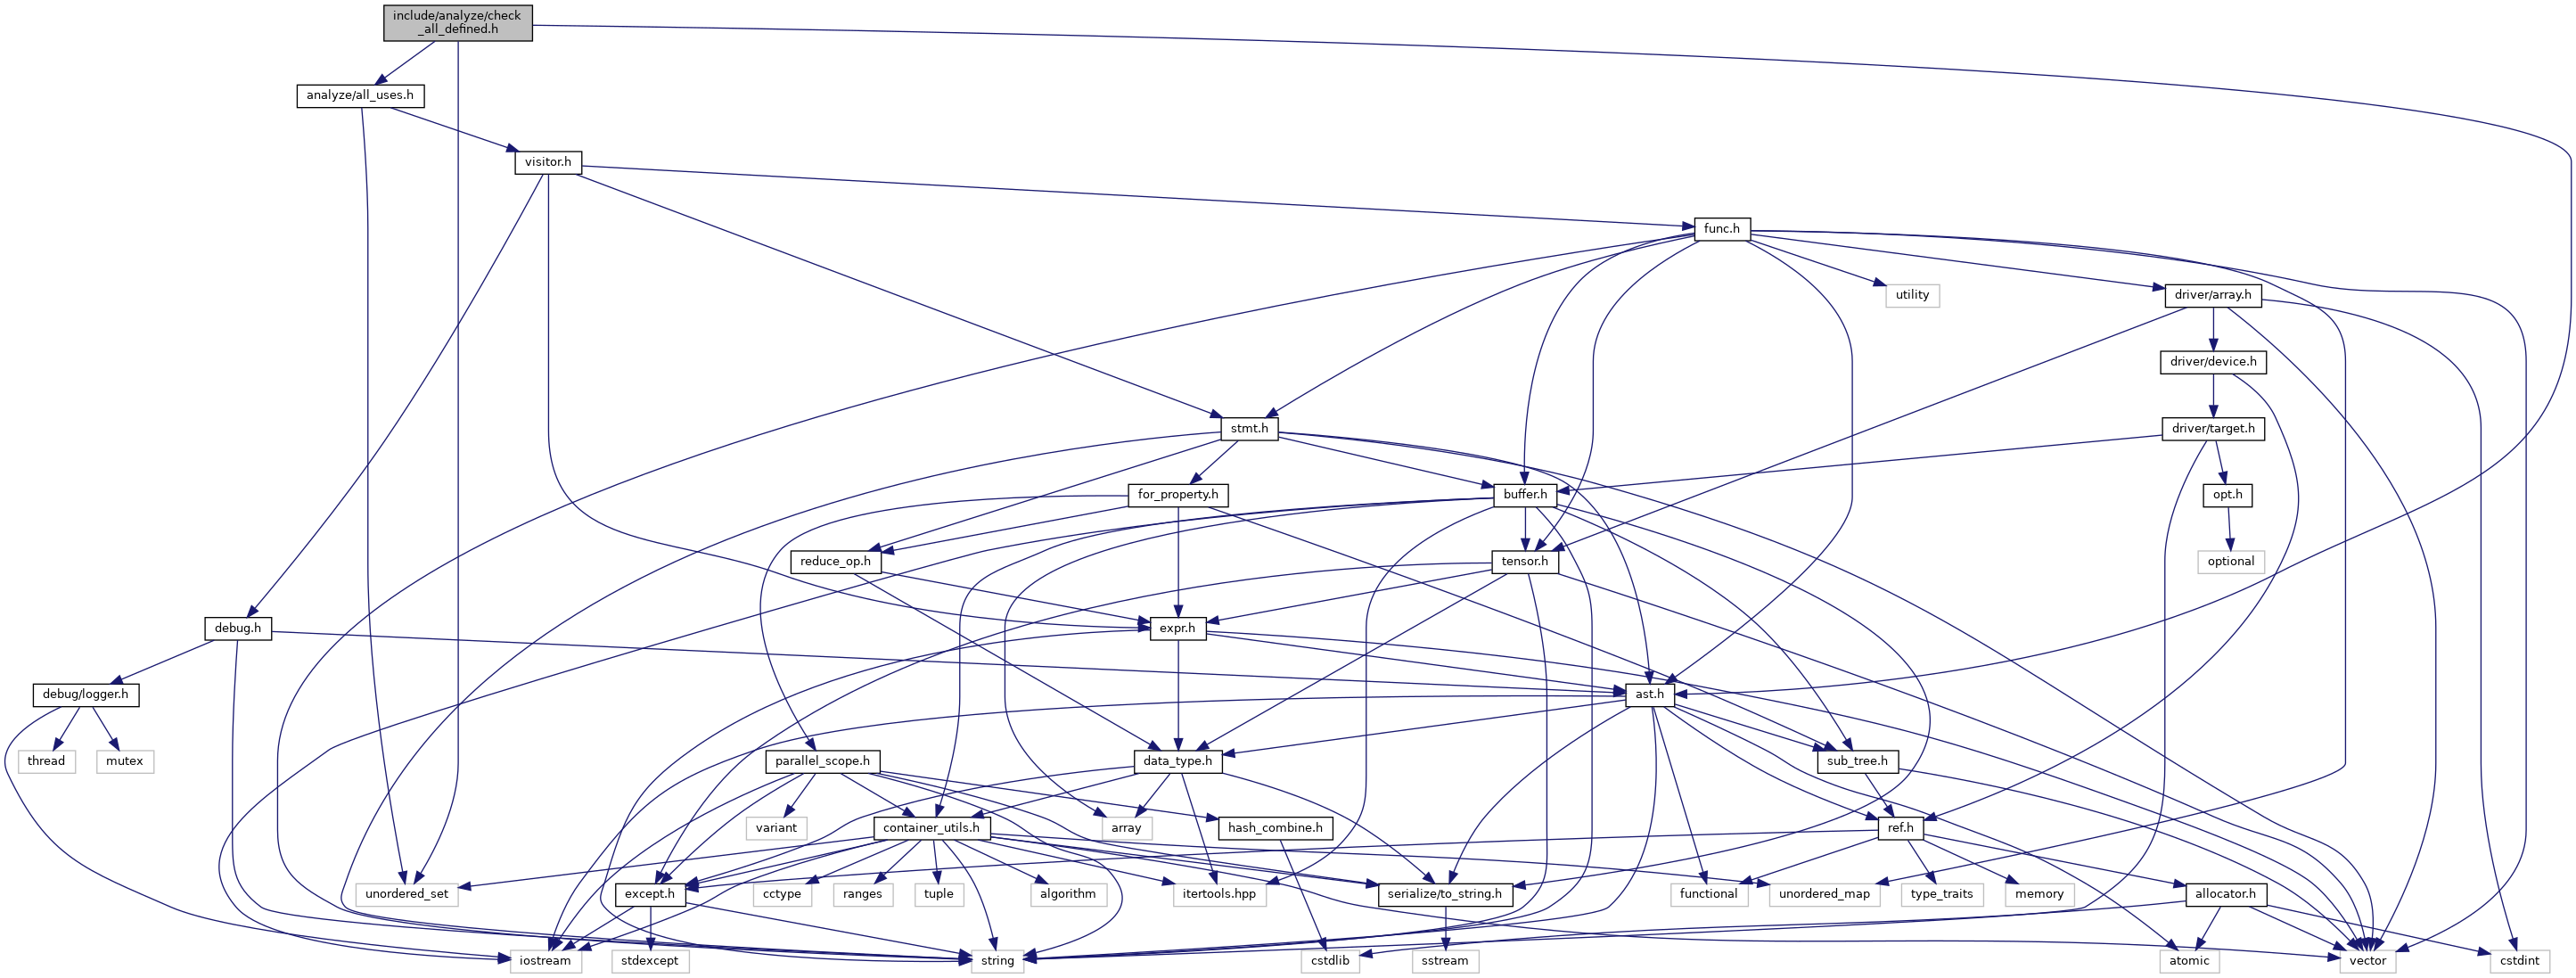 include/analyze/check
_all_defined.h
analyze/all_uses.h
visitor.h
func.h
utility
driver/array.h
driver/device.h
stmt.h
driver/target.h
for_property.h
buffer.h
opt.h
reduce_op.h
tensor.h
optional
debug.h
expr.h
debug/logger.h
ast.h
thread
mutex
parallel_scope.h
data_type.h
sub_tree.h
variant
container_utils.h
array
hash_combine.h
ref.h
unordered_set
except.h
cctype
ranges
tuple
algorithm
itertools.hpp
serialize/to_string.h
functional
unordered_map
type_traits
memory
allocator.h
iostream
stdexcept
string
cstdlib
sstream
atomic
vector
cstdint